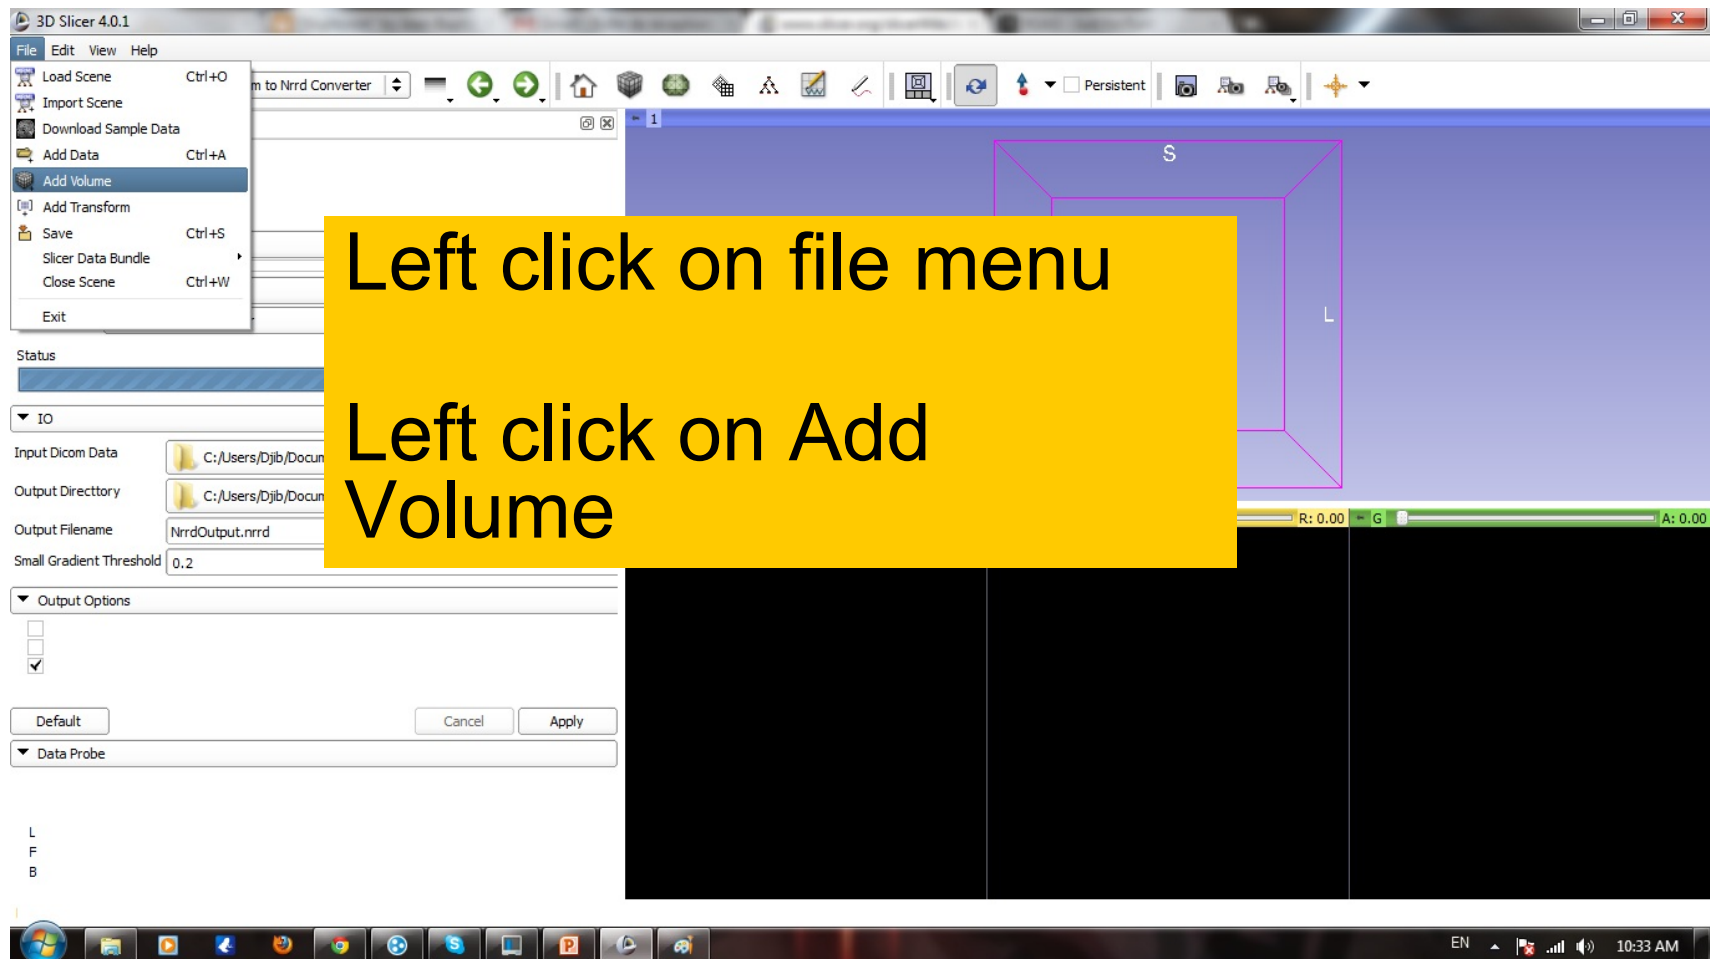 3D Slicer 4.0.1
File Edit View Help
Load Scene Ctrl+O
Import Scene
Download Sample Data
Add Data Ctrl+A
Add Volume
Add Transform
Save Ctrl+S
Slicer Data Bundle
Close Scene Ctrl+W
Exit
m to Nrrd Converter
Persistent
1
S
L
Left click on file menu
Left click on Add
Volume
Status
IO
Input Dicom Data C:/Users/Djib/Docum
Output Directtory C:/Users/Djib/Docum
Output Filename NrrdOutput.nrrd
Small Gradient Threshold 0.2
R: 0.00 G A: 0.00
Output Options
Default Cancel Apply
Data Probe
L
F
B
EN 10:33 AM